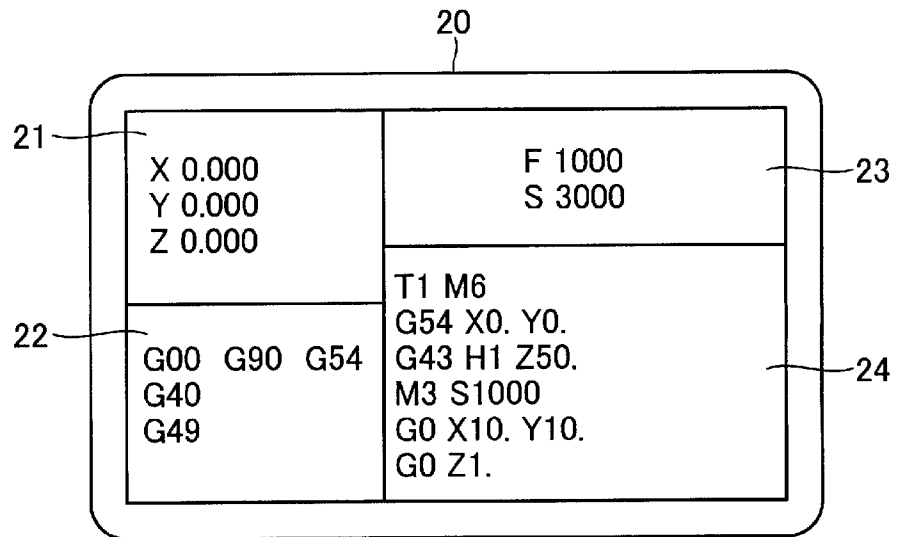 20
21
X 0.000
Y 0.000
Z 0.000
F 1000
S 3000
23
22
G00 G90 G54
G40
G49
T1 M6
G54 X0. Y0.
G43 H1 Z50.
M3 S1000
G0 X10. Y10.
G0 Z1.
24